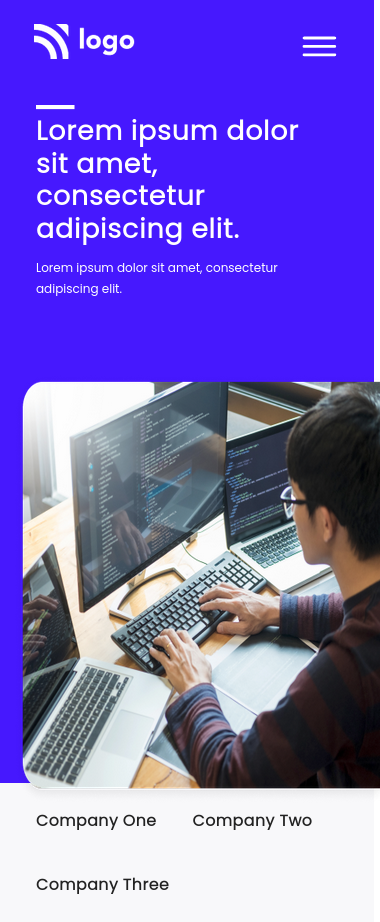 logo
Lorem ipsum dolor
sit amet,
consectetur
adipiscing elit.
Lorem ipsum dolor sit amet, consectetur
adipiscing elit.
Company One
Company Two
Company Three